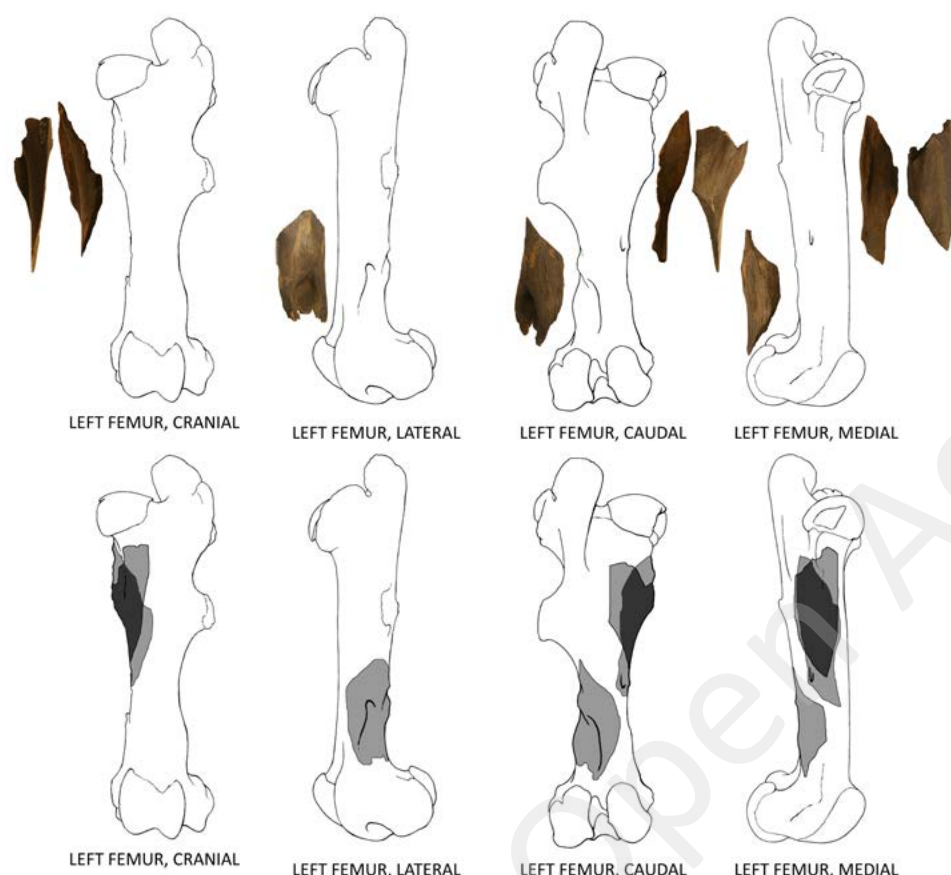 LEFT FEMUR, CRANIAL
LEFT FEMUR, LATERAL
LEFT FEMUR, CAUDAL
LEFT FEMUR, MEDIAL
LEFT FEMUR, CRANIAL
LEFT FEMUR, LATERAL
LEFT FEMUR, CAUDAL
LEFT FEMUR, MEDIAL
Open A